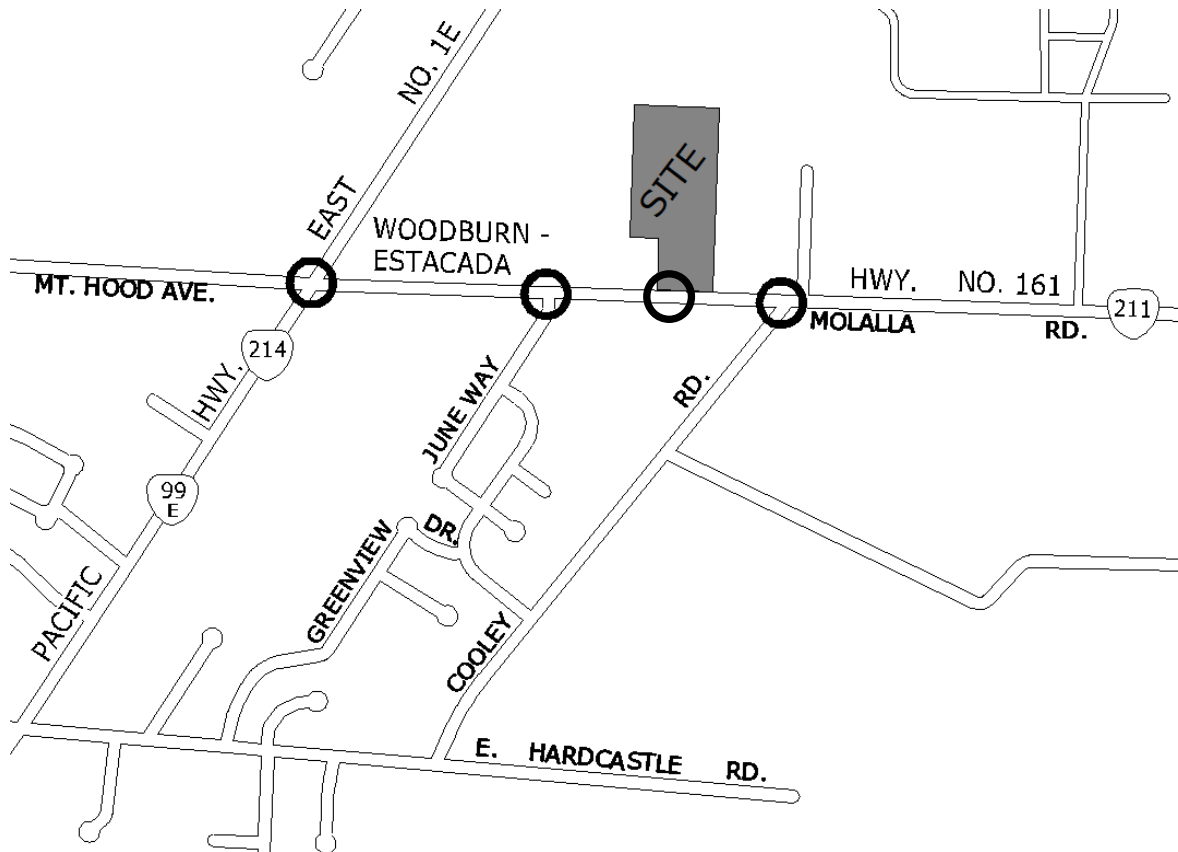 NO. 1E
EAST
SITE
WOODBURN -
ESTACADA
MT. HOOD AVE.
HWY. NO. 161
MOLALLA
RD.
211
214
HWY.
JUNE WAY
RD.
99
E
DR.
GREENVIEW
PACIFIC
COOLEY
E. HARDCASTLE RD.